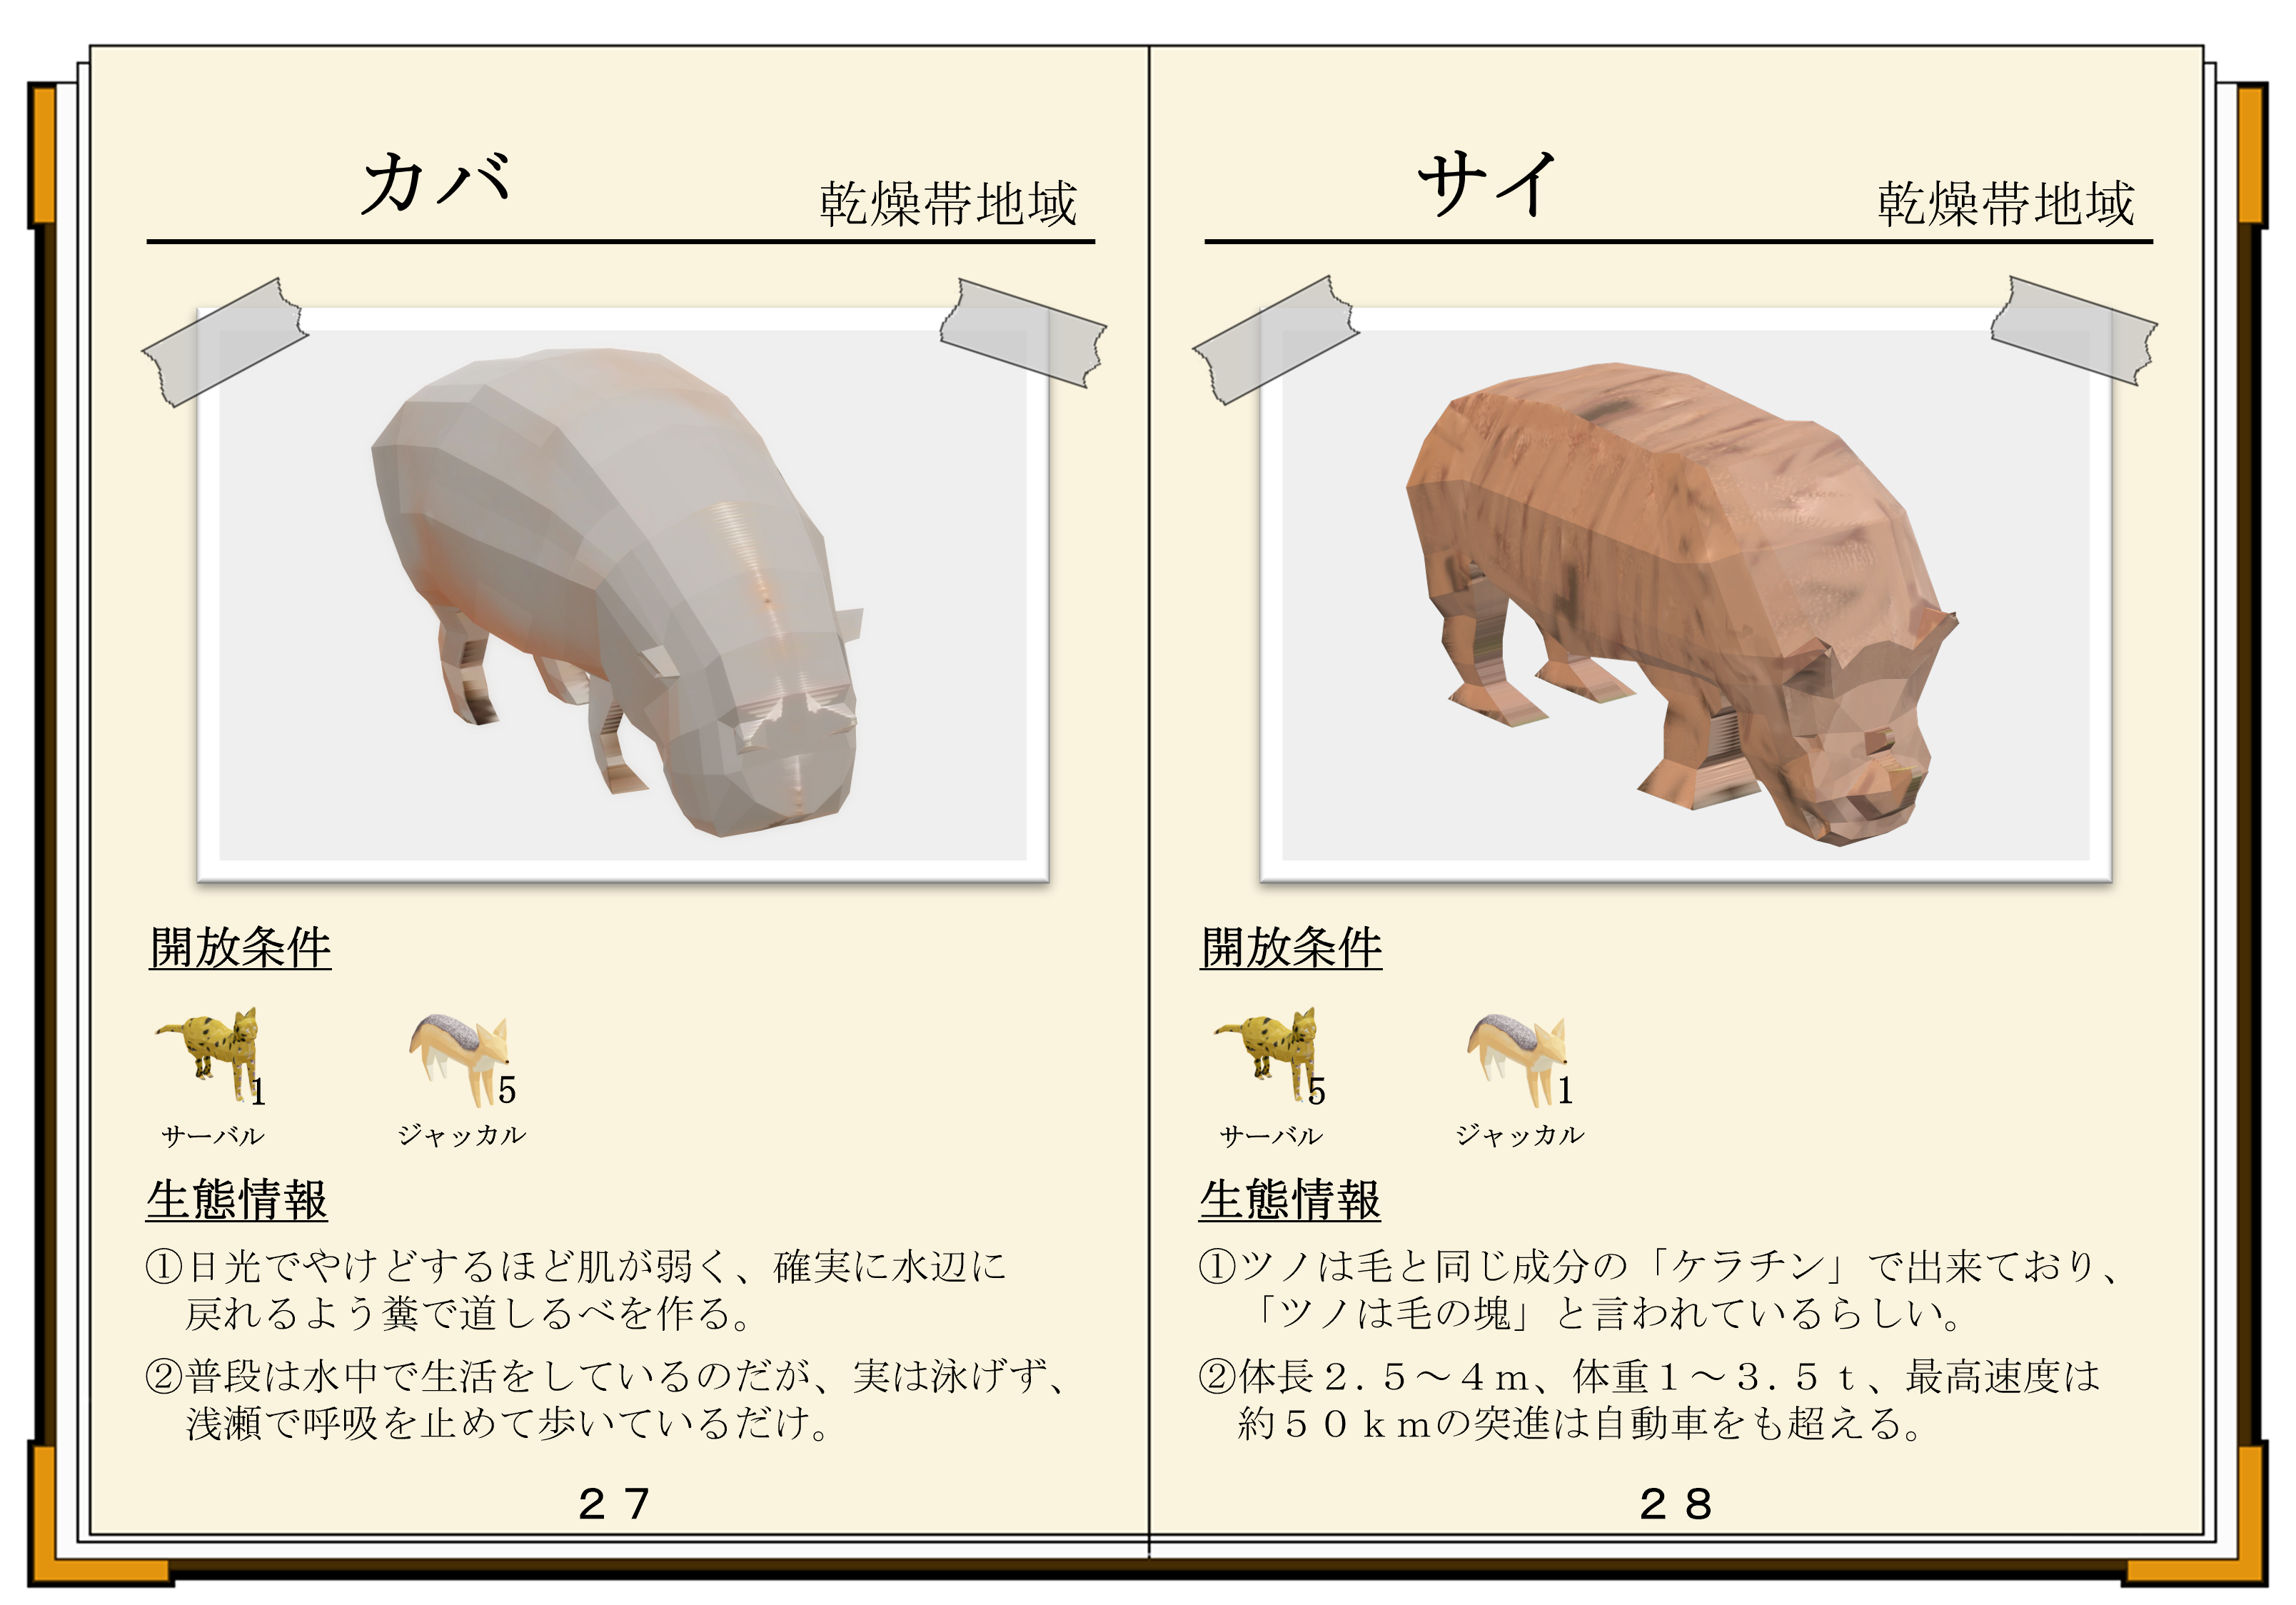 カバ
乾燥帯地域
開放条件
1
5
サーバル
ジャッカル
生態情報
①日光でやけどするほど肌が弱く、確実に水辺に
戻れるよう糞で道しるべを作る。
②普段は水中で生活をしているのだが、実は泳げず、
浅瀬で呼吸を止めて歩いているだけ。
２７
サイ
乾燥帯地域
開放条件
5
1
サーバル
ジャッカル
生態情報
①ツノは毛と同じ成分の「ケラチン」で出来ており、
「ツノは毛の塊」と言われているらしい。
②体長２．５～４ｍ、体重１～３．５ｔ、最高速度は
約５０ｋｍの突進は自動車をも超える。
２８